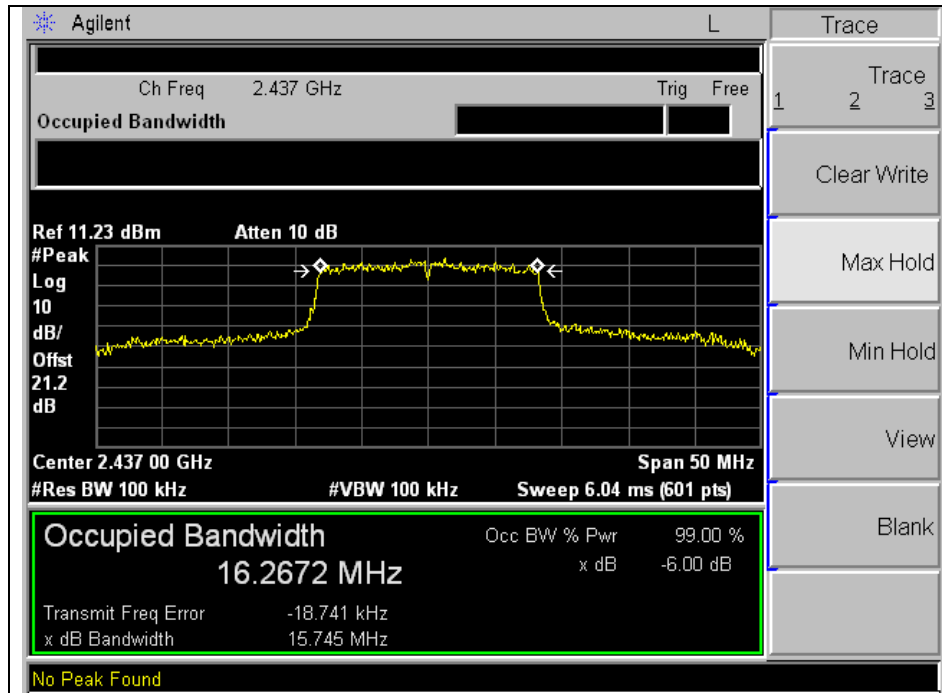 Agilent L Trace
Ch Freq 2.437 GHz Trig Free
Occupied Bandwidth
Trace
1 2 3
Clear Write
Max Hold
Min Hold
View
Blank
Ref 11.23 dBm Atten 10 dB
#Peak
Log
10
dB/
Offst
21.2
dB
Center 2.437 00 GHz Span 50 MHz
#Res BW 100 kHz #VBW 100 kHz Sweep 6.04 ms (601 pts)
Occupied Bandwidth Occ BW % Pwr 99.00 %
16.2672 MHz x dB -6.00 dB
Transmit Freq Error -18.741 kHz
x dB Bandwidth 15.745 MHz
No Peak Found